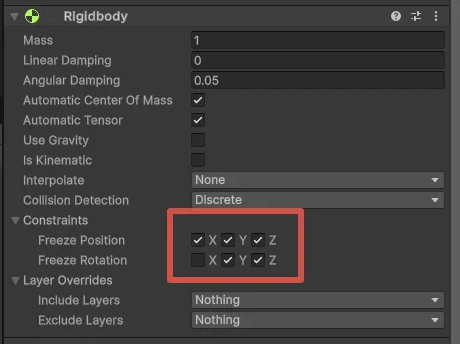 Rigidbody
Mass 1
Linear Damping 0
Angular Damping 0.05
Automatic Center Of Mass
Automatic Tensor
Use Gravity
Is Kinematic
Interpolate None
Collision Detection Discrete
Constraints
Freeze Position X Y Z
Freeze Rotation X Y Z
Layer Overrides
Include Layers Nothing
Exclude Layers Nothing